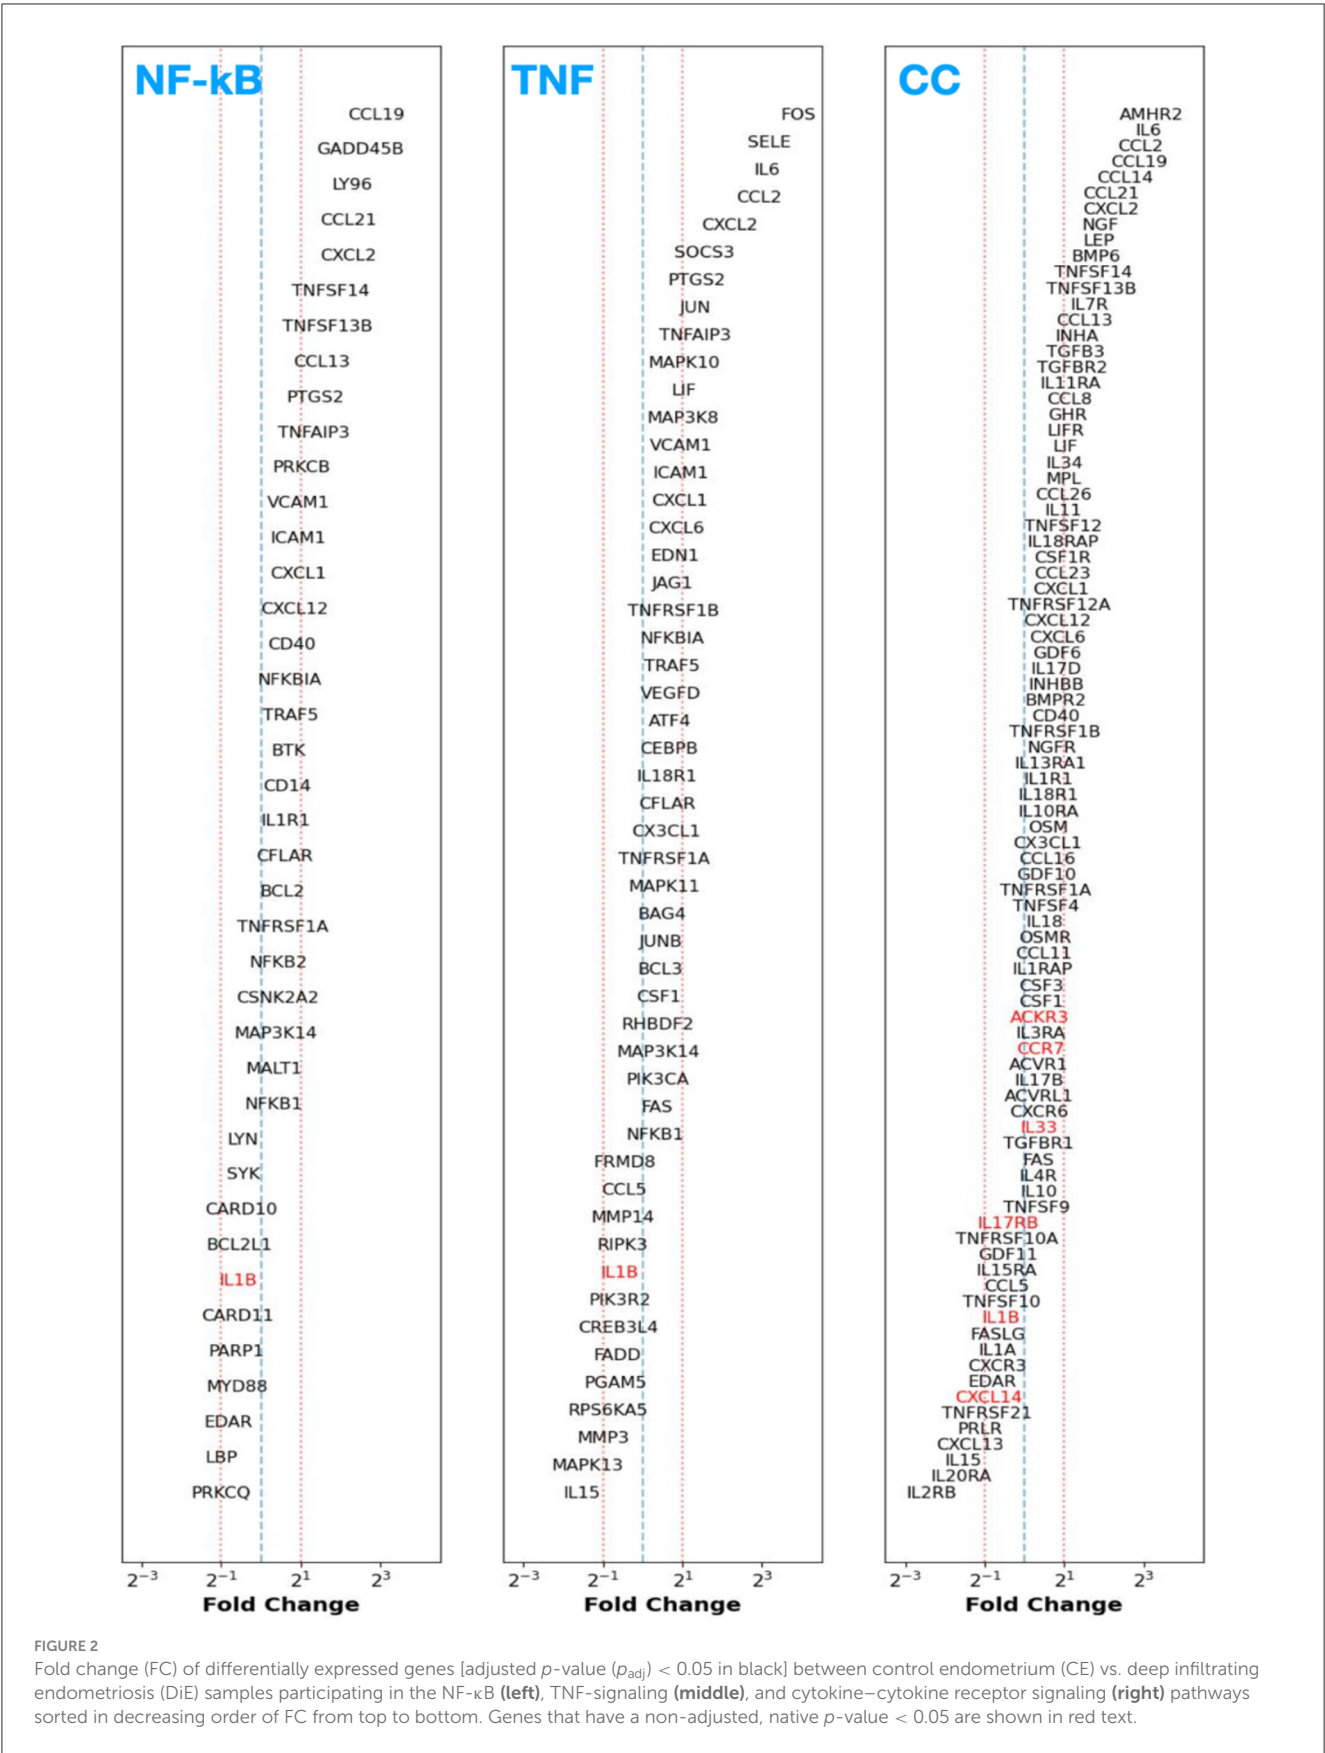 NF-kB
CCL19
GADD45B
LY96
CCL21
CXCL2
TNFSF14
TNFSF13B
CCL13
PTGS2
TNFAIP3
PRKCB
VCAM1
ICAM1
CXCL1
CXCL12
CD40
NFKBIA
TRAF5
BTK
CD14
IL1R1
CFLAR
BCL2
TNFRSF1A
NFKB2
CSNK2A2
MAP3K14
MALT1
NFKB1
LYN
SYK
CARD10
BCL2L1
IL1B
CARD11
PARP1
MYD88
EDAR
LBP
PRKCQ
2⁻³ 2⁻¹ 2¹ 2³
Fold Change
TNF
FOS
SELE
IL6
CCL2
CXCL2
SOCS3
PTGS2
JUN
TNFAIP3
MAPK10
LIF
MAP3K8
VCAM1
ICAM1
CXCL1
CXCL6
EDN1
JAG1
TNFRSF1B
NFKBIA
TRAF5
VEGFD
ATF4
CEBPB
IL18R1
CFLAR
CX3CL1
TNFRSF1A
MAPK11
BAG4
JUNB
BCL3
CSF1
RHBDF2
MAP3K14
PIK3CA
FAS
NFKB1
FRMD8
CCL5
MMP14
RIPK3
IL1B
PIK3R2
CREB3L4
FADD
PGAM5
RPS6KA5
MMP3
MAPK13
IL15
2⁻³ 2⁻¹ 2¹ 2³
Fold Change
CC
AMHR2
IL6
CCL2
CCL19
CCL14
CCL21
CXCL2
NGF
LEP
BMP6
TNFSF14
TNFSF13B
IL7R
CCL13
INHA
TGFB3
TGFBR2
IL11RA
CCL8
GHR
LIFR
LIF
IL34
MPL
CCL26
IL11
TNFSF12
IL18RAP
CSF1R
CCL23
CXCL1
TNFRSF12A
CXCL12
CXCL6
GDF6
IL17D
INHBB
BMPR2
CD40
TNFRSF1B
NGFR
IL13RA1
IL1R1
IL18R1
IL10RA
OSM
CX3CL1
CCL16
GDF10
TNFRSF1A
TNFSF4
IL18
OSMR
CCL11
IL1RAP
CSF3
CSF1
ACKR3
IL3RA
CCR7
ACVR1
IL17B
ACVRL1
CXCR6
IL33
TGFBR1
FAS
IL4R
IL10
TNFSF9
IL17RB
TNFRSF10A
GDF11
IL15RA
CCL5
TNFSF10
IL1B
FASLG
IL1A
CXCR3
EDAR
CXCL14
TNFRSF21
PRLR
CXCL13
IL15
IL20RA
IL2RB
2⁻³ 2⁻¹ 2¹ 2³
Fold Change
FIGURE 2
Fold change (FC) of differentially expressed genes [adjusted p-value (padj) < 0.05 in black] between control endometrium (CE) vs. deep infiltrating
endometriosis (DiE) samples participating in the NF-κB (left), TNF-signaling (middle), and cytokine–cytokine receptor signaling (right) pathways
sorted in decreasing order of FC from top to bottom. Genes that have a non-adjusted, native p-value < 0.05 are shown in red text.